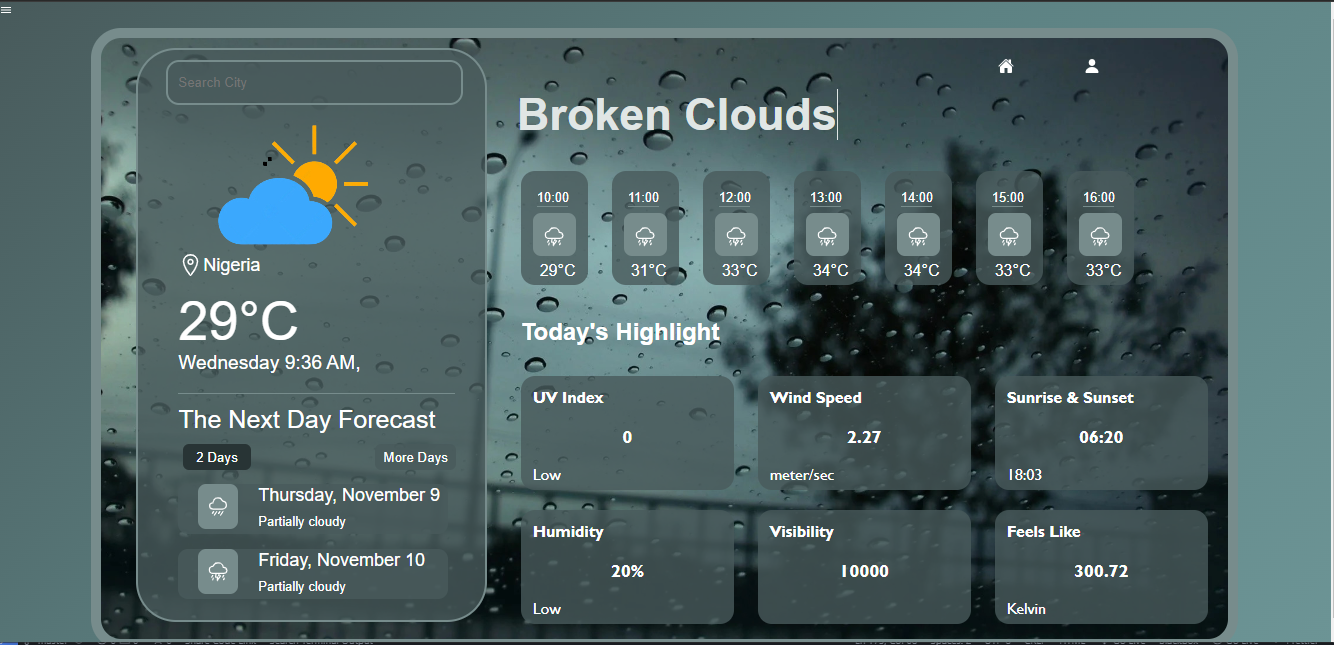 Search City
Nigeria
29°C
Wednesday 9:36 AM,
The Next Day Forecast
2 Days More Days
Thursday, November 9
Partially cloudy
Friday, November 10
Partially cloudy
Broken Clouds
10:00 11:00 12:00 13:00 14:00 15:00 16:00
29°C 31°C 33°C 34°C 34°C 33°C 33°C
Today's Highlight
UV Index
0
Low
Wind Speed
2.27
meter/sec
Sunrise & Sunset
06:20
18:03
Humidity
20%
Low
Visibility
10000
Feels Like
300.72
Kelvin